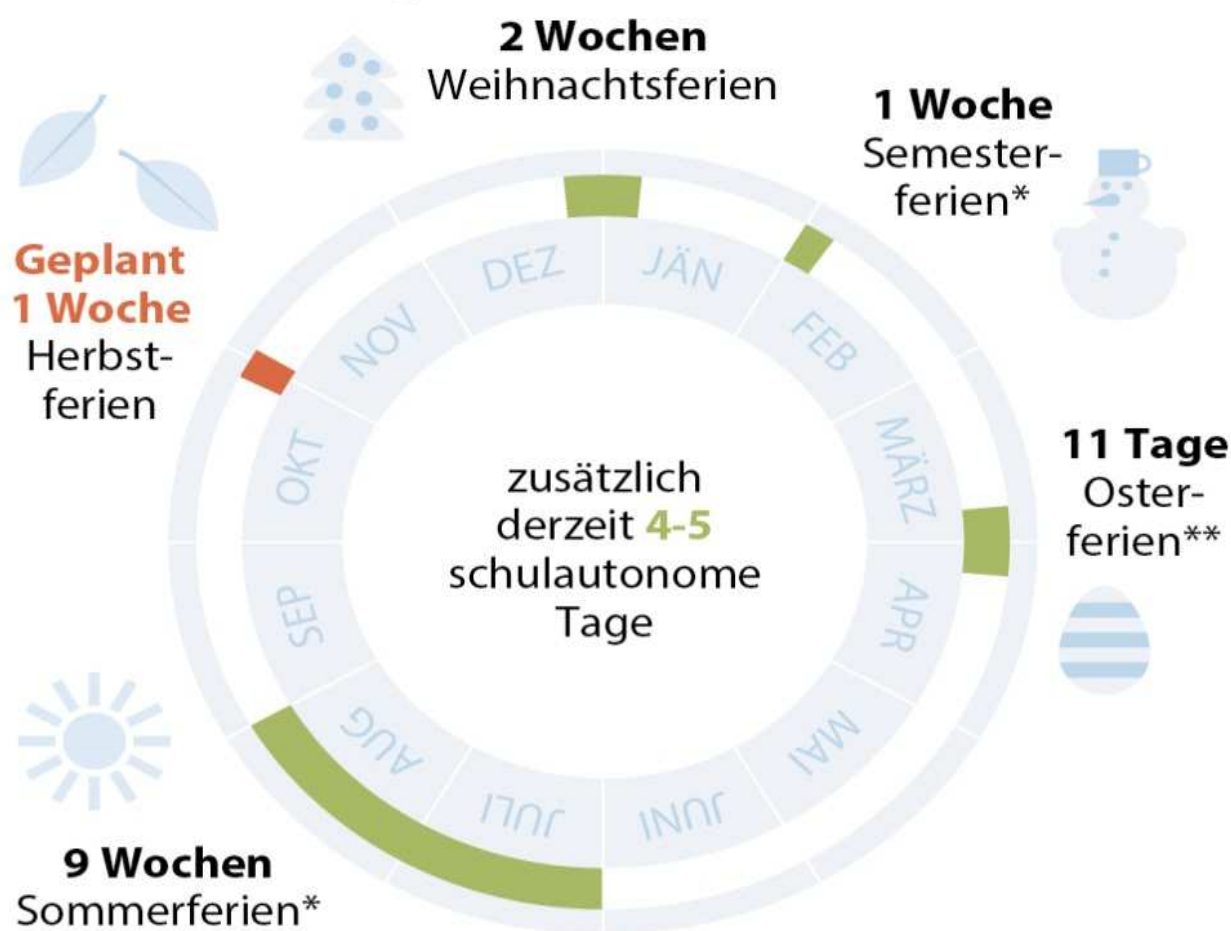 2 Wochen
Weihnachtsferien
1 Woche
Semester-
ferien*
Geplant
1 Woche
Herbst-
ferien
11 Tage
Oster-
ferien**
9 Wochen
Sommerferien*
zusätzlich
derzeit 4-5
schulautonome
Tage
JÄN
FEB
MÄRZ
APR
MAI
JUNI
JULI
AUG
SEP
OKT
NOV
DEZ